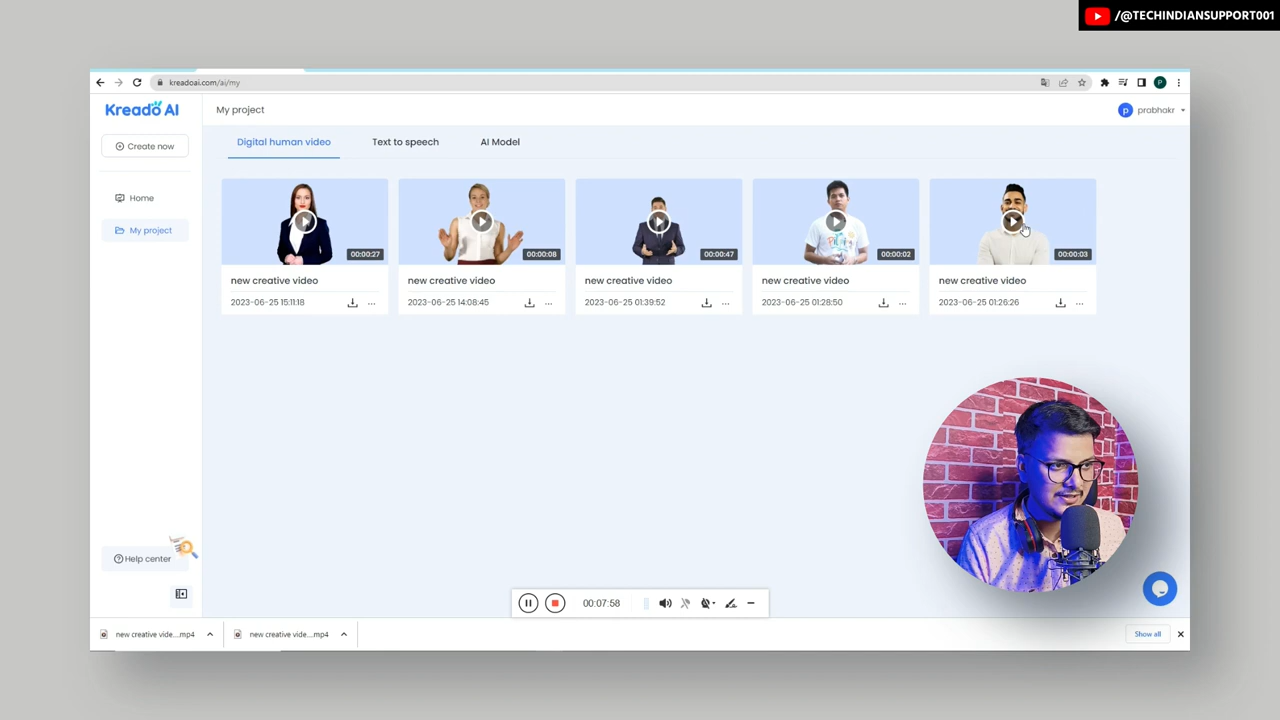 /@TECHINDIANSUPPORT001
kreadoai.com/ai/my
P
Kreado AI
My project
p prabhakr
Create now
Digital human video Text to speech AI Model
Home
My project
00:00:27 00:00:08 00:00:47 00:00:02 00:00:03
new creative video new creative video new creative video new creative video new creative video
2023-06-25 15:11:18 2023-06-25 14:08:45 2023-06-25 01:39:52 2023-06-25 01:28:50 2023-06-25 01:26:26
Help center
00:07:58
new creative vide....mp4 new creative vide....mp4 Show all